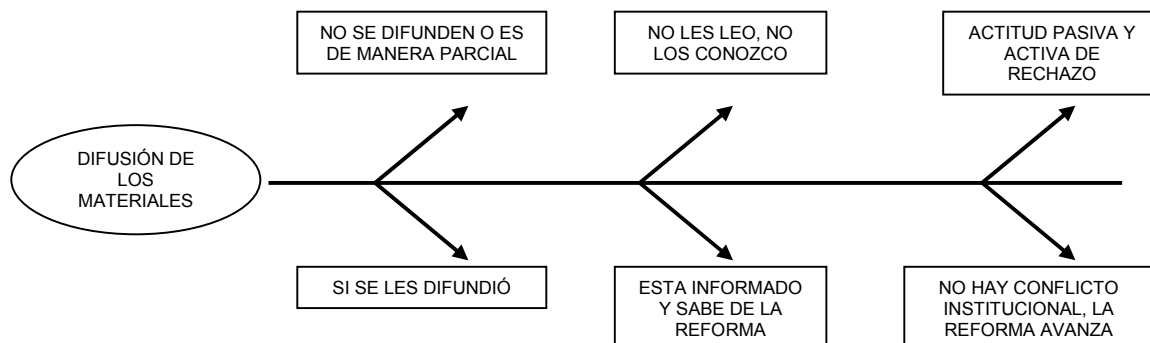 NO SE DIFUNDEN O ES
DE MANERA PARCIAL
NO LES LEO, NO
LOS CONOZCO
ACTITUD PASIVA Y
ACTIVA DE
RECHAZO
DIFUSIÓN DE
LOS
MATERIALES
SI SE LES DIFUNDIÓ
ESTA INFORMADO
Y SABE DE LA
REFORMA
NO HAY CONFLICTO
INSTITUCIONAL, LA
REFORMA AVANZA